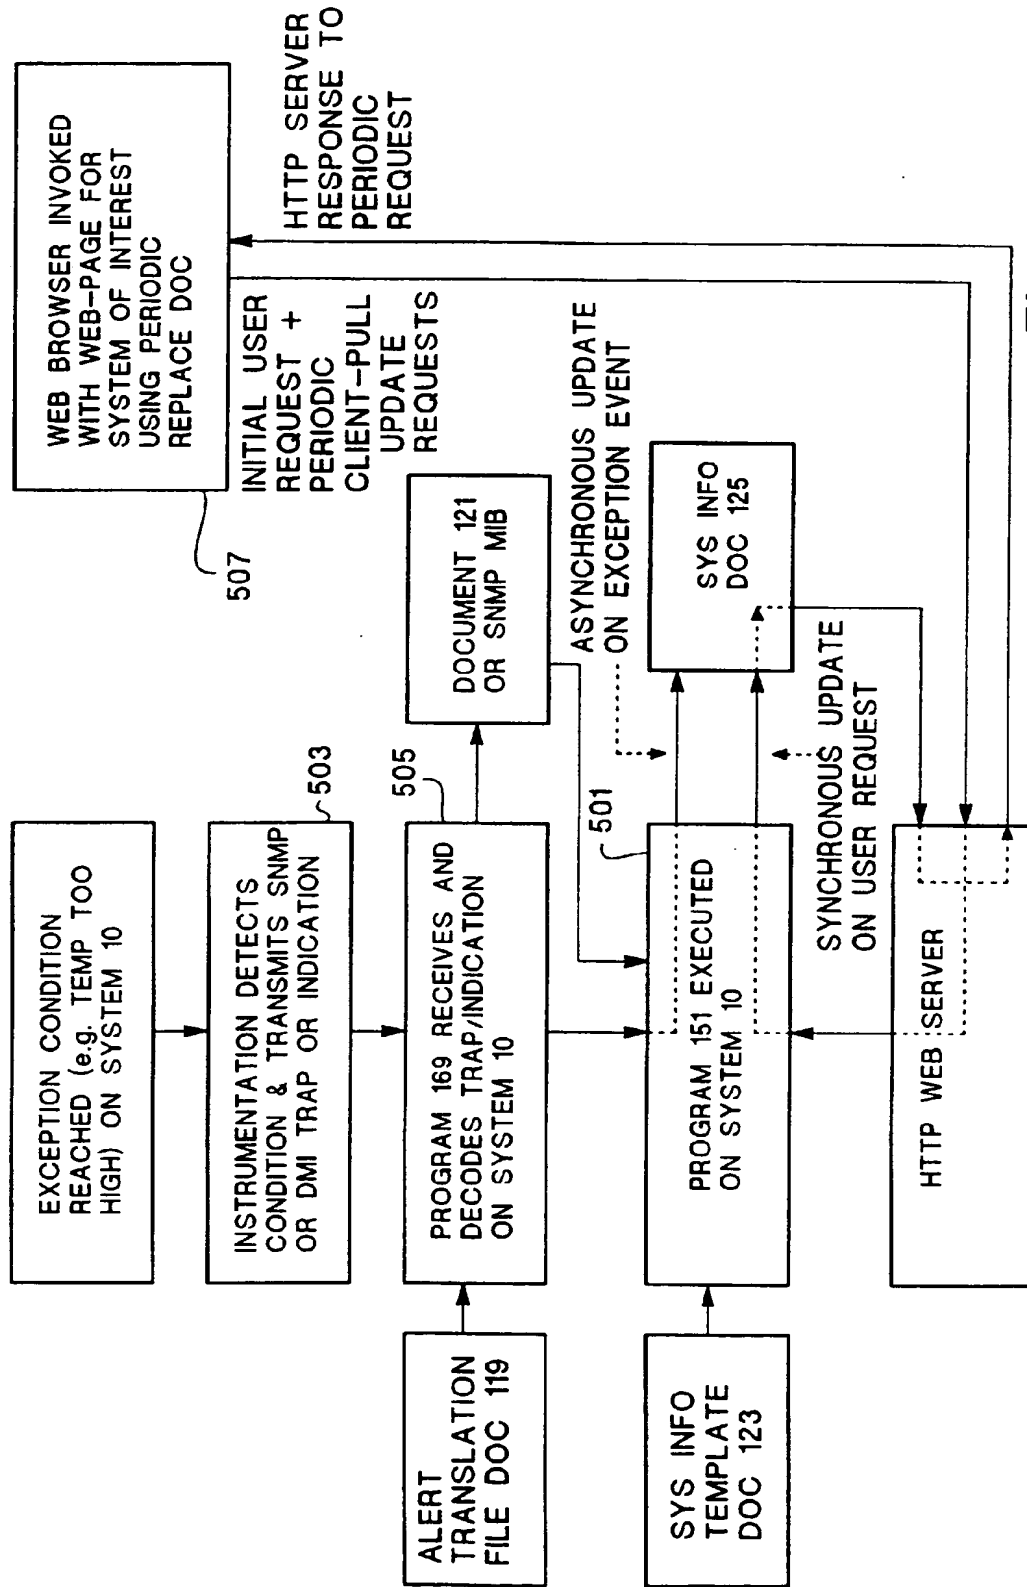 EXCEPTION CONDITION
REACHED (e.g. TEMP TOO
HIGH) ON SYSTEM 10
INSTRUMENTATION DETECTS
CONDITION & TRANSMITS SNMP
OR DMI TRAP OR INDICATION
503
ALERT
TRANSLATION
FILE DOC 119
PROGRAM 169 RECEIVES AND
DECODES TRAP/INDICATION
ON SYSTEM 10
505
DOCUMENT 121
OR SNMP MIB
WEB BROWSER INVOKED
WITH WEB-PAGE FOR
SYSTEM OF INTEREST
USING PERIODIC
REPLACE DOC
507
INITIAL USER
REQUEST +
PERIODIC
CLIENT-PULL
UPDATE
REQUESTS
HTTP SERVER
RESPONSE TO
PERIODIC
REQUEST
SYS INFO
TEMPLATE
DOC 123
PROGRAM 151 EXECUTED
ON SYSTEM 10
501
ASYNCHRONOUS UPDATE
ON EXCEPTION EVENT
SYS INFO
DOC 125
SYNCHRONOUS UPDATE
ON USER REQUEST
HTTP WEB SERVER